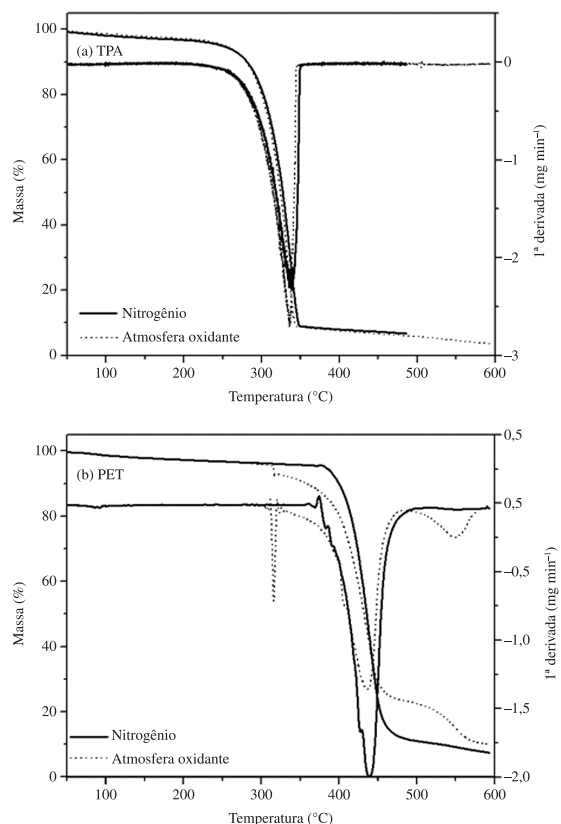 (a) TPA
100
80
60
40
20
0
Massa (%)
0
–1
–2
–3
1ª derivada (mg min⁻¹)
Nitrogênio
Atmosfera oxidante
100
200
300
400
500
600
Temperatura (°C)
(b) PET
100
80
60
40
20
0
Massa (%)
0,5
0,5
–0,5
–1,0
–1,5
–2,0
1ª derivada (mg min⁻¹)
Nitrogênio
Atmosfera oxidante
100
200
300
400
500
600
Temperatura (°C)